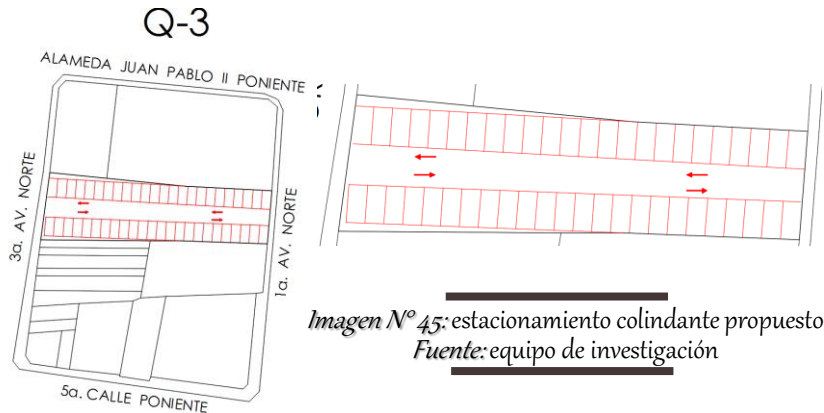 Q-3
ALAMEDA JUAN PABLO II PONIENTE
3a. AV. NORTE
1a. AV. NORTE
5a. CALLE PONIENTE
Imagen Nº 45: estacionamiento colindante propuesto
Fuente: equipo de investigación